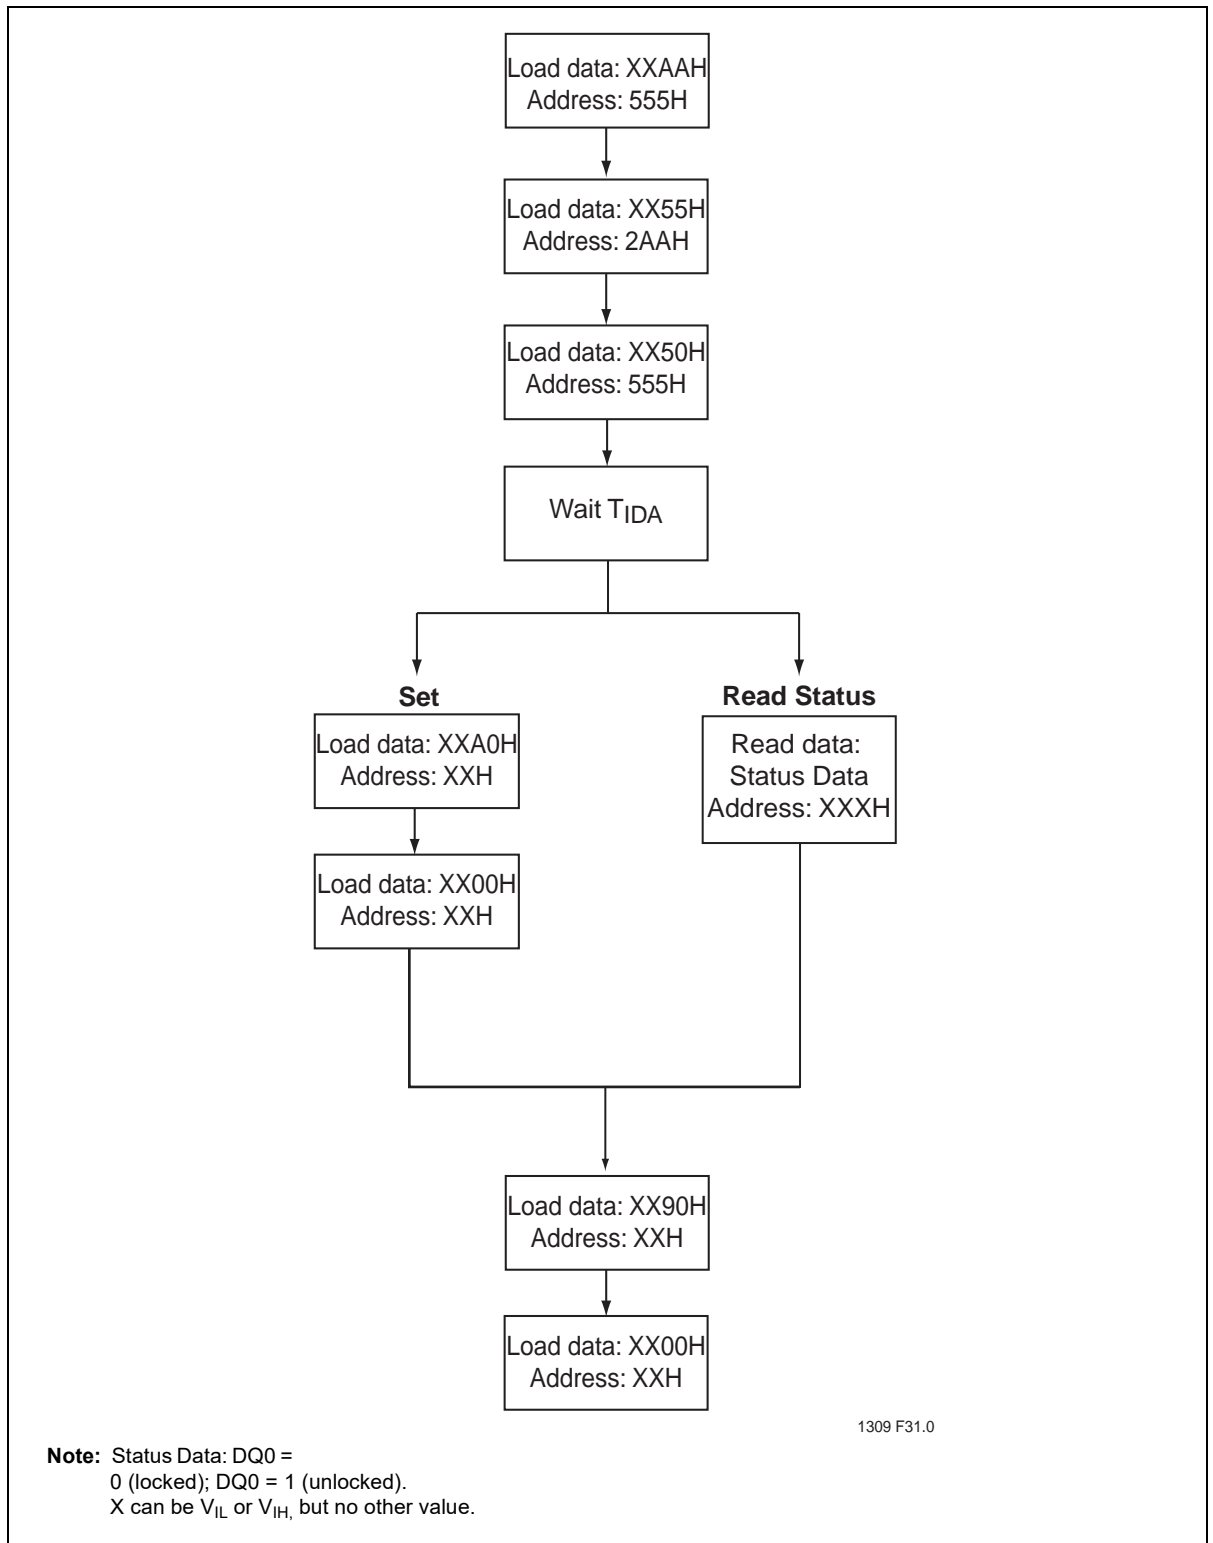 Load data: XXAAH
Address: 555H
Load data: XX55H
Address: 2AAH
Load data: XX50H
Address: 555H
Wait TIDA
Set
Load data: XXA0H
Address: XXH
Load data: XX00H
Address: XXH
Read Status
Read data:
Status Data
Address: XXXH
Load data: XX90H
Address: XXH
Load data: XX00H
Address: XXH
1309 F31.0
Note: Status Data: DQ0 =
0 (locked); DQ0 = 1 (unlocked).
X can be VIL or VIH, but no other value.